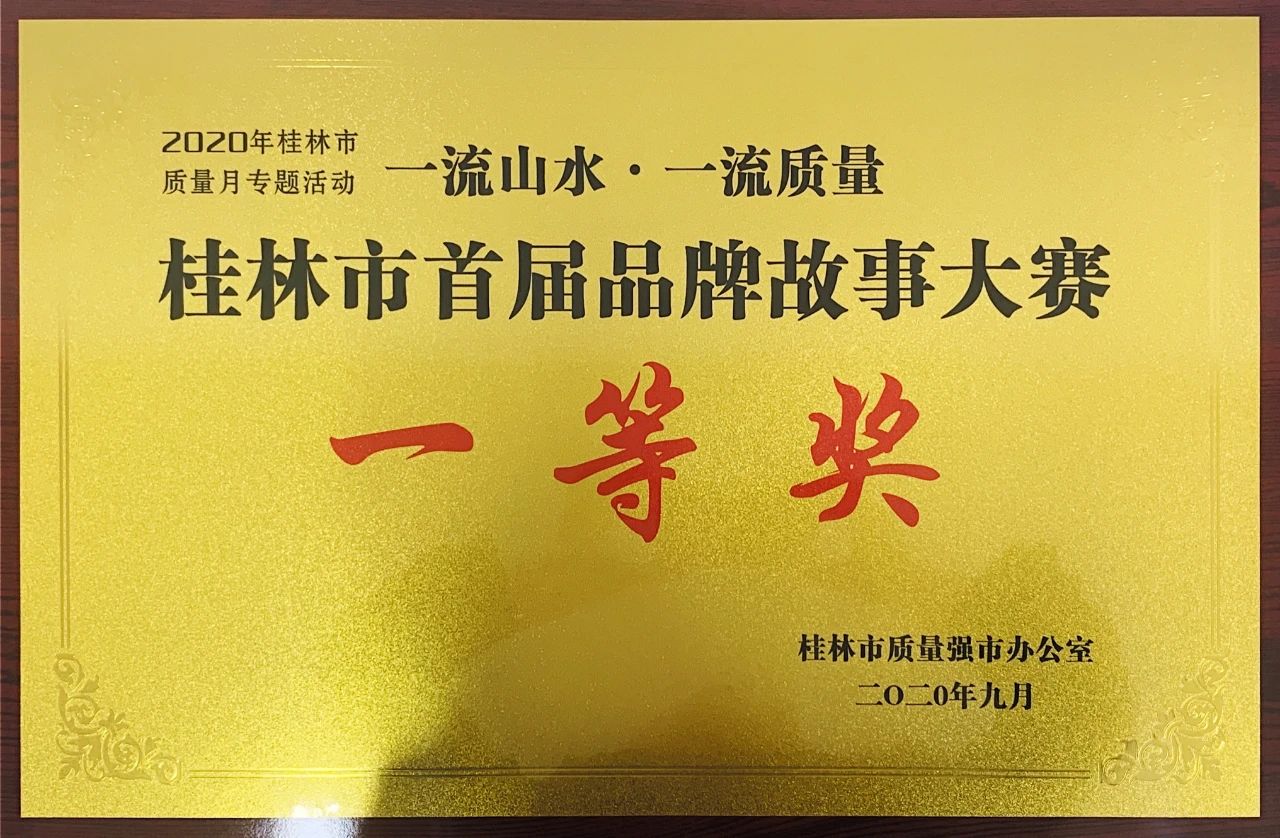 2020年桂林市
质量月专题活动
一流山水·一流质量
桂林市首届品牌故事大赛
一等奖
桂林市质量强市办公室
二O二0年九月